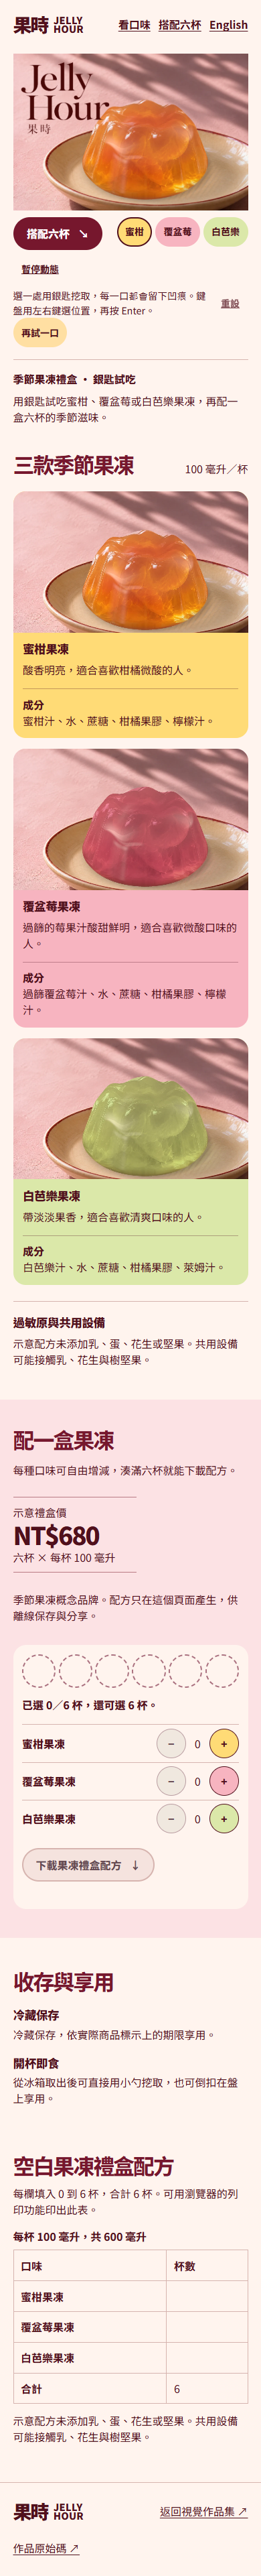 果時 JELLY HOUR
看口味 搭配六杯 English
Jelly
Hour
果時
搭配六杯 ↘
蜜柑 覆盆莓 白芭樂
暫停動態
選一處用銀匙挖取，每一口都會留下凹痕。鍵
盤用左右鍵選位置，再按 Enter。
重設
再試一口
季節果凍禮盒 · 銀匙試吃
用銀匙試吃蜜柑、覆盆莓或白芭樂果凍，再配一
盒六杯的季節滋味。
三款季節果凍
100 毫升／杯
蜜柑果凍
酸香明亮，適合喜歡柑橘微酸的人。
成分
蜜柑汁、水、蔗糖、柑橘果膠、檸檬汁。
覆盆莓果凍
過篩的莓果汁酸甜鮮明，適合喜歡微酸口味的
人。
成分
過篩覆盆莓汁、水、蔗糖、柑橘果膠、檸檬
汁。
白芭樂果凍
帶淡淡果香，適合喜歡清爽口味的人。
成分
白芭樂汁、水、蔗糖、柑橘果膠、萊姆汁。
過敏原與共用設備
示意配方未添加乳、蛋、花生或堅果。共用設備
可能接觸乳、花生與樹堅果。
配一盒果凍
每種口味可自由增減，湊滿六杯就能下載配方。
示意禮盒價
NT$680
六杯 × 每杯 100 毫升
季節果凍概念品牌。配方只在這個頁面產生，供
離線保存與分享。
已選 0／6 杯，還可選 6 杯。
蜜柑果凍 − 0 +
覆盆莓果凍 − 0 +
白芭樂果凍 − 0 +
下載果凍禮盒配方 ↓
收存與享用
冷藏保存
冷藏保存，依實際商品標示上的期限享用。
開杯即食
從冰箱取出後可直接用小勺挖取，也可倒扣在盤
上享用。
空白果凍禮盒配方
每欄填入 0 到 6 杯，合計 6 杯。可用瀏覽器的列
印功能印出此表。
每杯 100 毫升，共 600 毫升
口味 杯數
蜜柑果凍
覆盆莓果凍
白芭樂果凍
合計 6
示意配方未添加乳、蛋、花生或堅果。共用設備
可能接觸乳、花生與樹堅果。
果時 JELLY HOUR
返回視覺作品集 ↗
作品原始碼 ↗